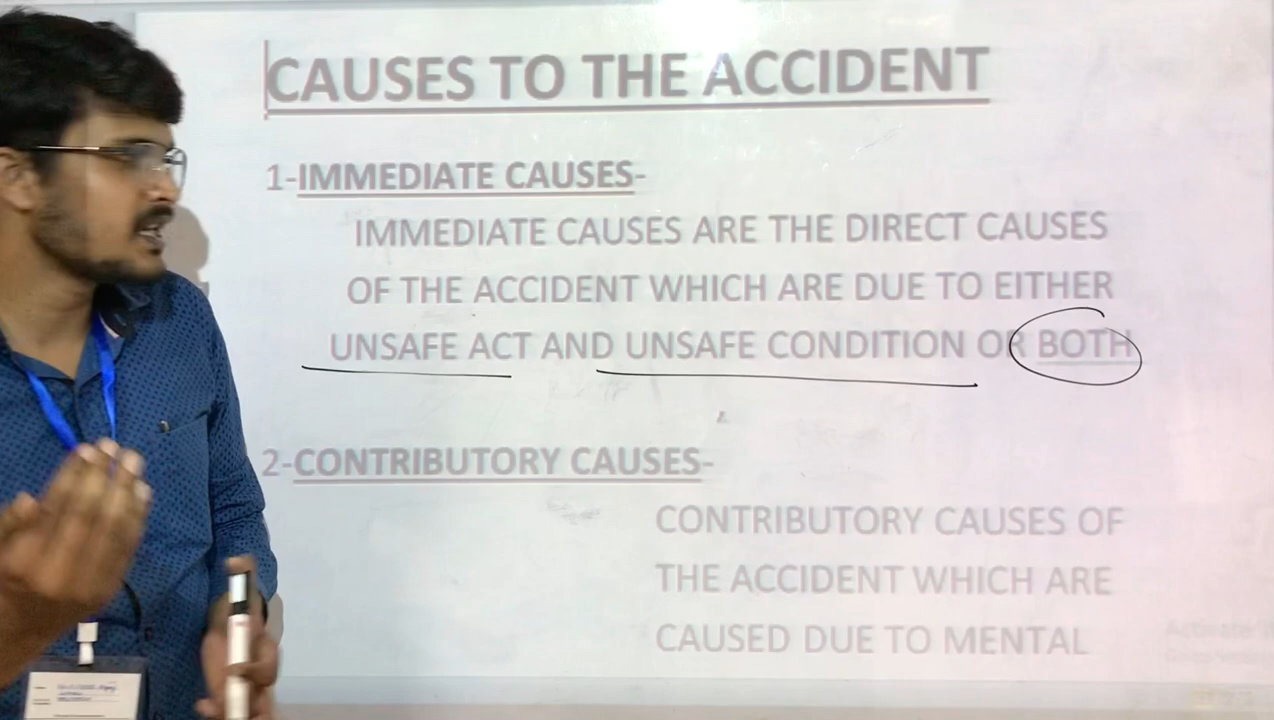 CAUSES TO THE ACCIDENT
1-IMMEDIATE CAUSES-
IMMEDIATE CAUSES ARE THE DIRECT CAUSES
OF THE ACCIDENT WHICH ARE DUE TO EITHER
UNSAFE ACT AND UNSAFE CONDITION OR BOTH
2-CONTRIBUTORY CAUSES-
CONTRIBUTORY CAUSES OF
THE ACCIDENT WHICH ARE
CAUSED DUE TO MENTAL